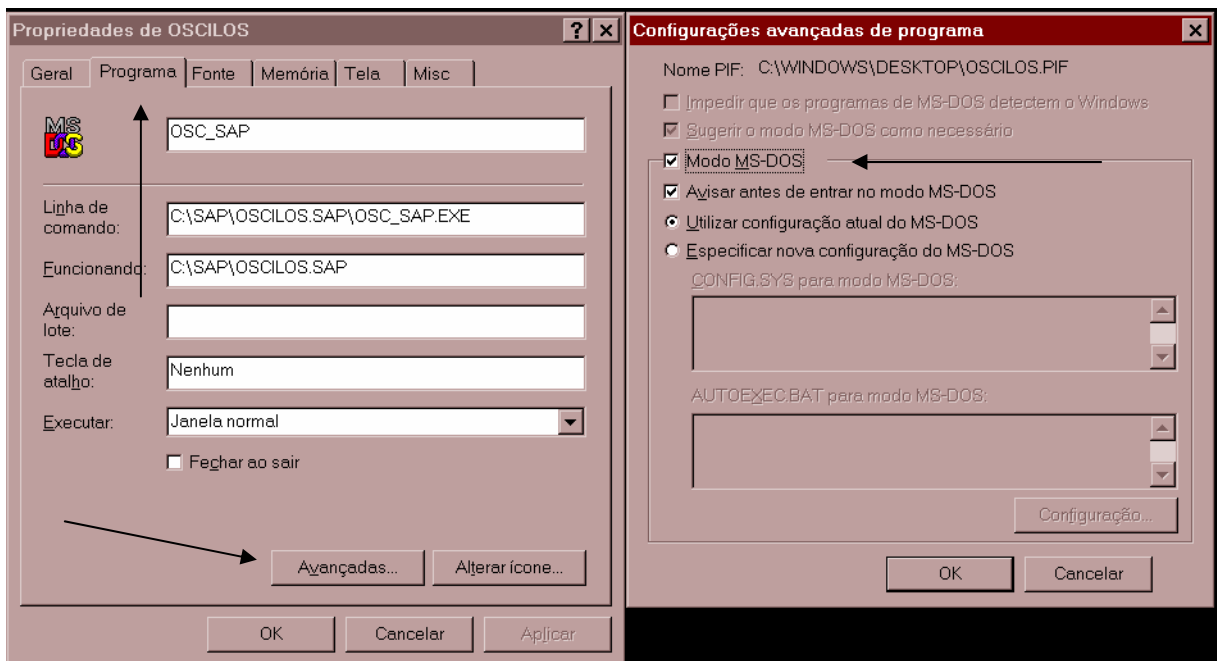 Propriedades de OSCILOS
Geral Programa Fonte Memória Tela Misc
MS DOS
OSC_SAP
Linha de comando: C:\SAP\OSCILOS.SAP\OSC_SAP.EXE
Funcionando: C:\SAP\OSCILOS.SAP
Arquivo de lote:
Tecla de atalho: Nenhum
Executar: Janela normal
Fechar ao sair
Avançadas... Alterar ícone...
OK Cancelar Aplicar
Configurações avançadas de programa
Nome PIF: C:\WINDOWS\DESKTOP\OSCILOS.PIF
Impedir que os programas de MS-DOS detectem o Windows
Sugerir o modo MS-DOS como necessário
Modo MS-DOS
Avisar antes de entrar no modo MS-DOS
Utilizar configuração atual do MS-DOS
Especificar nova configuração do MS-DOS
CONFIG.SYS para modo MS-DOS:
AUTOEXEC.BAT para modo MS-DOS:
Configuração...
OK Cancelar